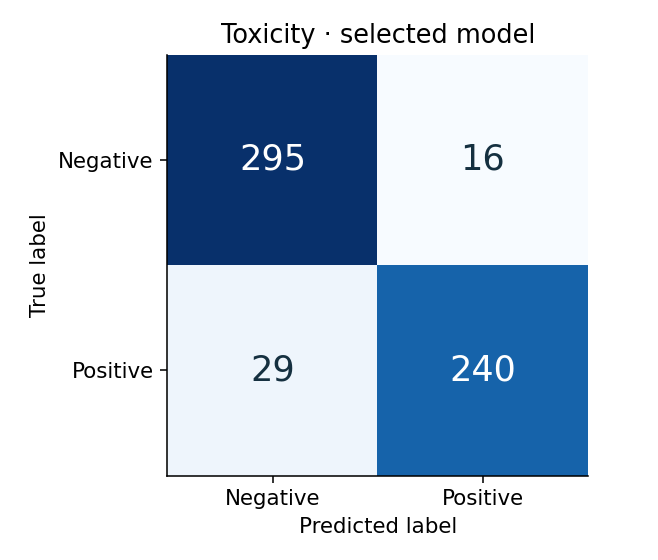 Toxicity · selected model
Negative
295
16
True label
Positive
29
240
Negative
Positive
Predicted label